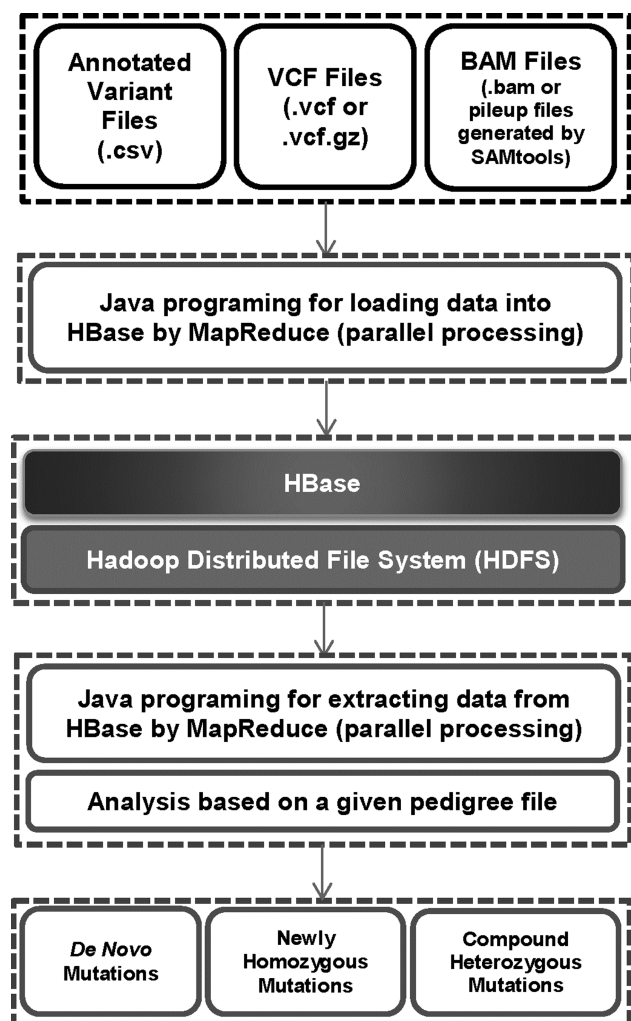 Annotated
Variant
Files
(.csv)
VCF Files
(.vcf or
.vcf.gz)
BAM Files
(.bam or
pileup files
generated by
SAMtools)
Java programing for loading data into
HBase by MapReduce (parallel processing)
HBase
Hadoop Distributed File System (HDFS)
Java programing for extracting data from
HBase by MapReduce (parallel processing)
Analysis based on a given pedigree file
De Novo
Mutations
Newly
Homozygous
Mutations
Compound
Heterozygous
Mutations